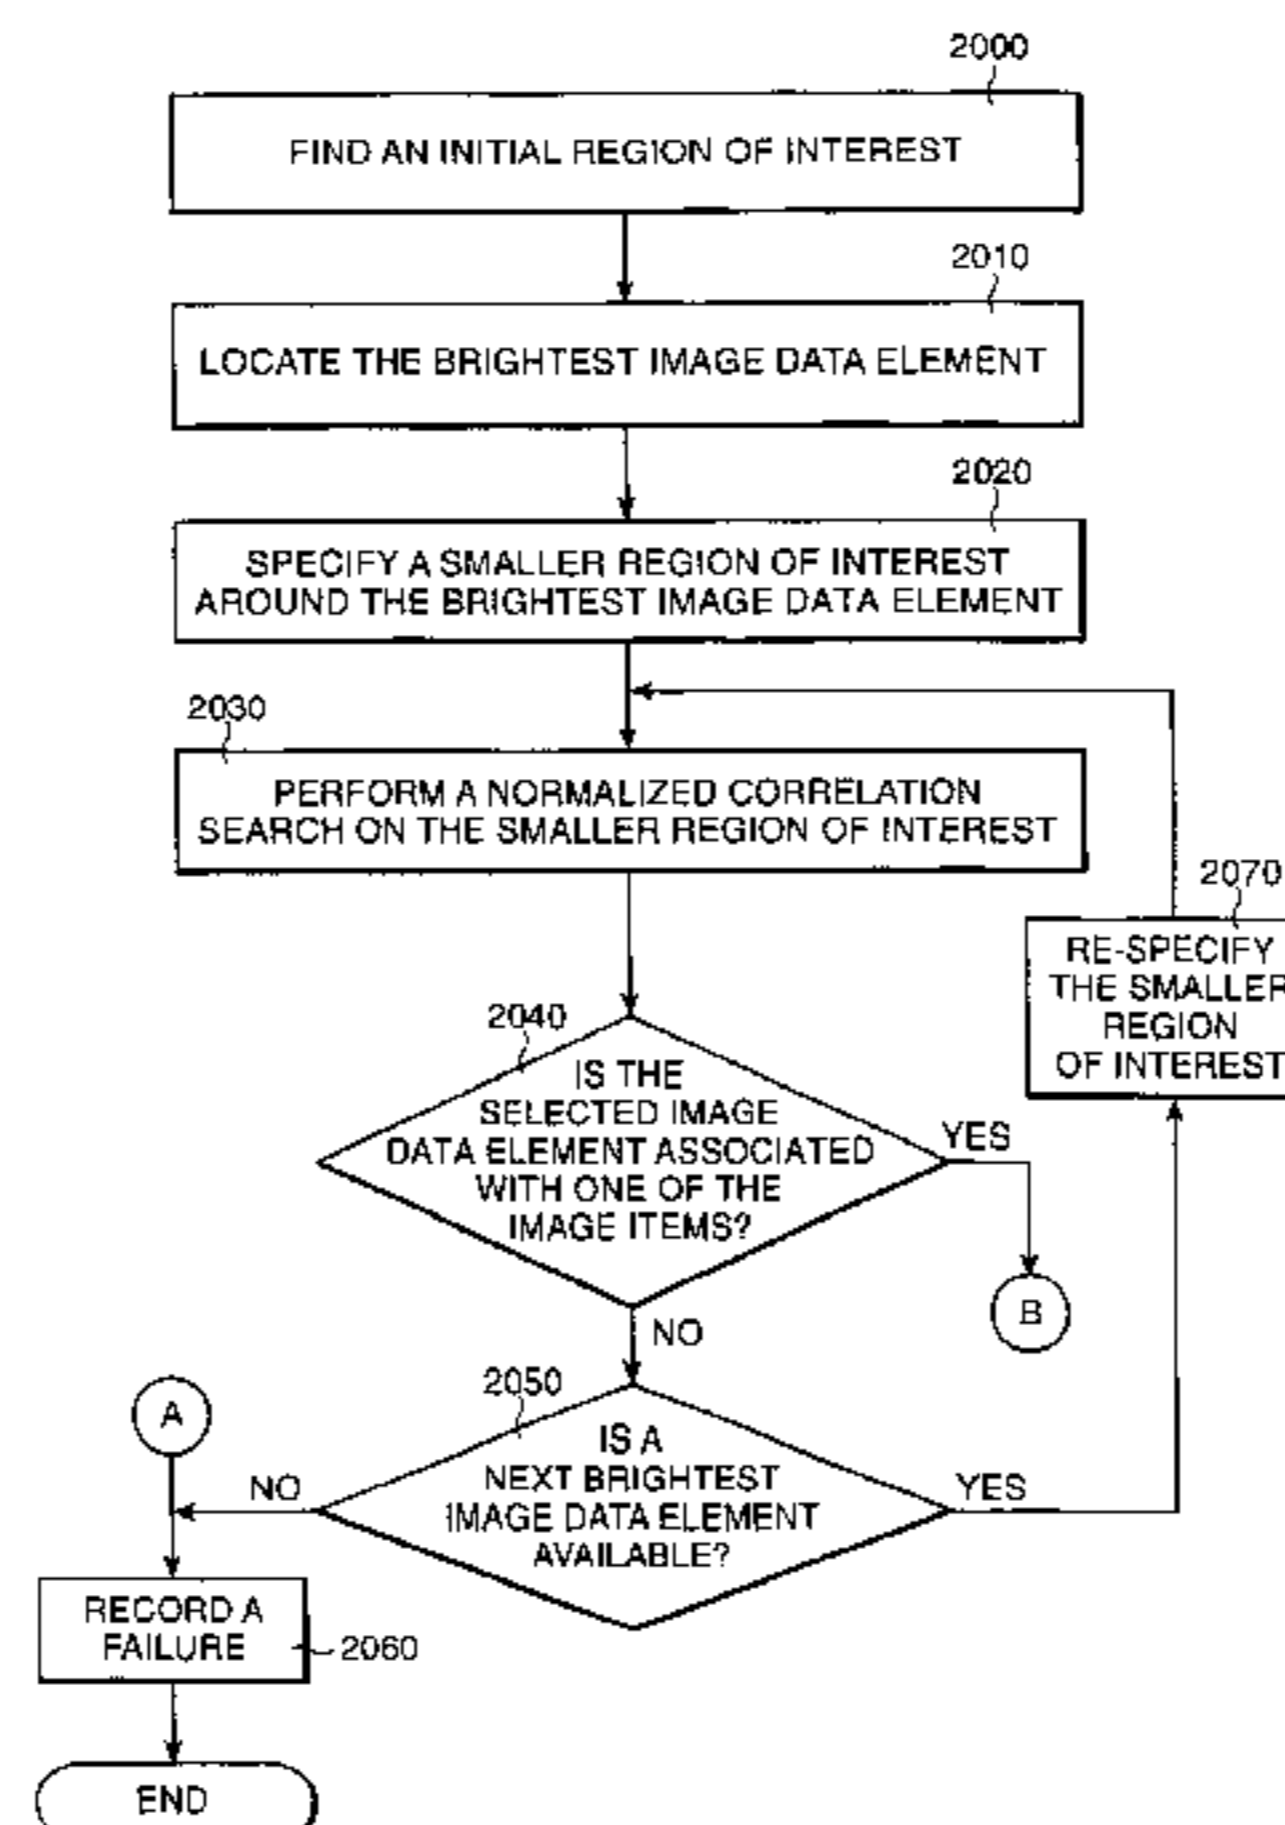 2000
FIND AN INITIAL REGION OF INTEREST
2010
LOCATE THE BRIGHTEST IMAGE DATA ELEMENT
2020
SPECIFY A SMALLER REGION OF INTEREST
AROUND THE BRIGHTEST IMAGE DATA ELEMENT
2030
PERFORM A NORMALIZED CORRELATION
SEARCH ON THE SMALLER REGION OF INTEREST
2070
RE-SPECIFY
THE SMALLER
REGION
OF INTEREST
2040
IS THE
SELECTED IMAGE
DATA ELEMENT ASSOCIATED
WITH ONE OF THE
IMAGE ITEMS?
YES
B
NO
2050
A
IS A
NEXT BRIGHTEST
IMAGE DATA ELEMENT
AVAILABLE?
NO
YES
RECORD A
FAILURE
2060
END